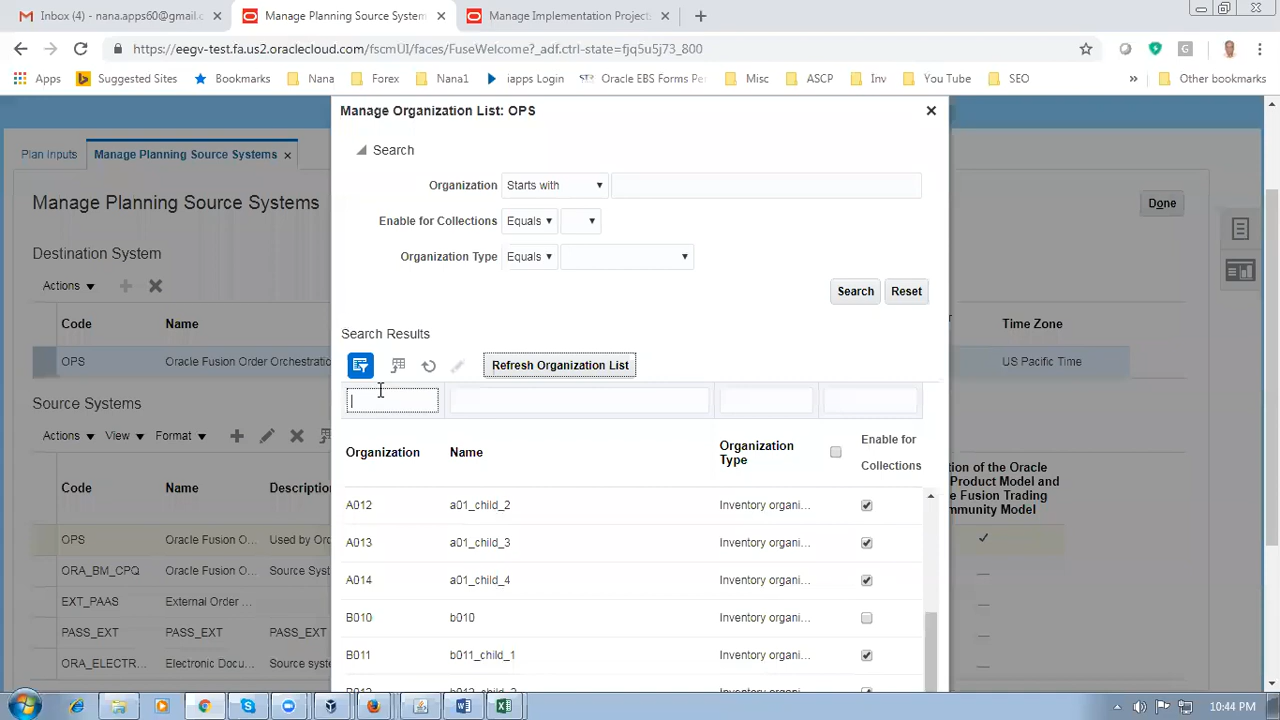 Inbox (4) - nana.apps60@gmail.c
Manage Planning Source System
Manage Implementation Project
https://eegv-test.fa.us2.oraclecloud.com/fscmUI/faces/FuseWelcome?_adf.ctrl-state=fjq5u5j73_800
Apps
Suggested Sites
Bookmarks
Nana
Forex
Nana1
iapps Login
Oracle EBS Forms Pe
Misc
ASCP
Inv
You Tube
SEO
Other bookmarks
Manage Organization List: OPS
Search
Plan Inputs
Manage Planning Source Systems
Organization Starts with
Manage Planning Source Systems
Done
Enable for Collections Equals
Destination System
Organization Type Equals
Actions
Search Reset
Code Name
Time Zone
Search Results
OPS Oracle Fusion Order Orchestratio
Refresh Organization List
US Pacific Time
Source Systems
Actions View Format
Organization Name Organization Type Enable for Collections
Code Name Description
tion of the Oracle
Product Model and
e Fusion Trading
mmunity Model
A012 a01_child_2 Inventory organi...
OPS Oracle Fusion O... Used by Orc
A013 a01_child_3 Inventory organi...
ORA_BM_CPQ Oracle Fusion O... Source Syst
A014 a01_child_4 Inventory organi...
EXT_PAAS External Order ...
B010 b010 Inventory organi...
PASS_EXT PASS_EXT PASS_EXT
B011 b011_child_1 Inventory organi...
ORA_ELECTR... Electronic Docu... Source syste
10:44 PM